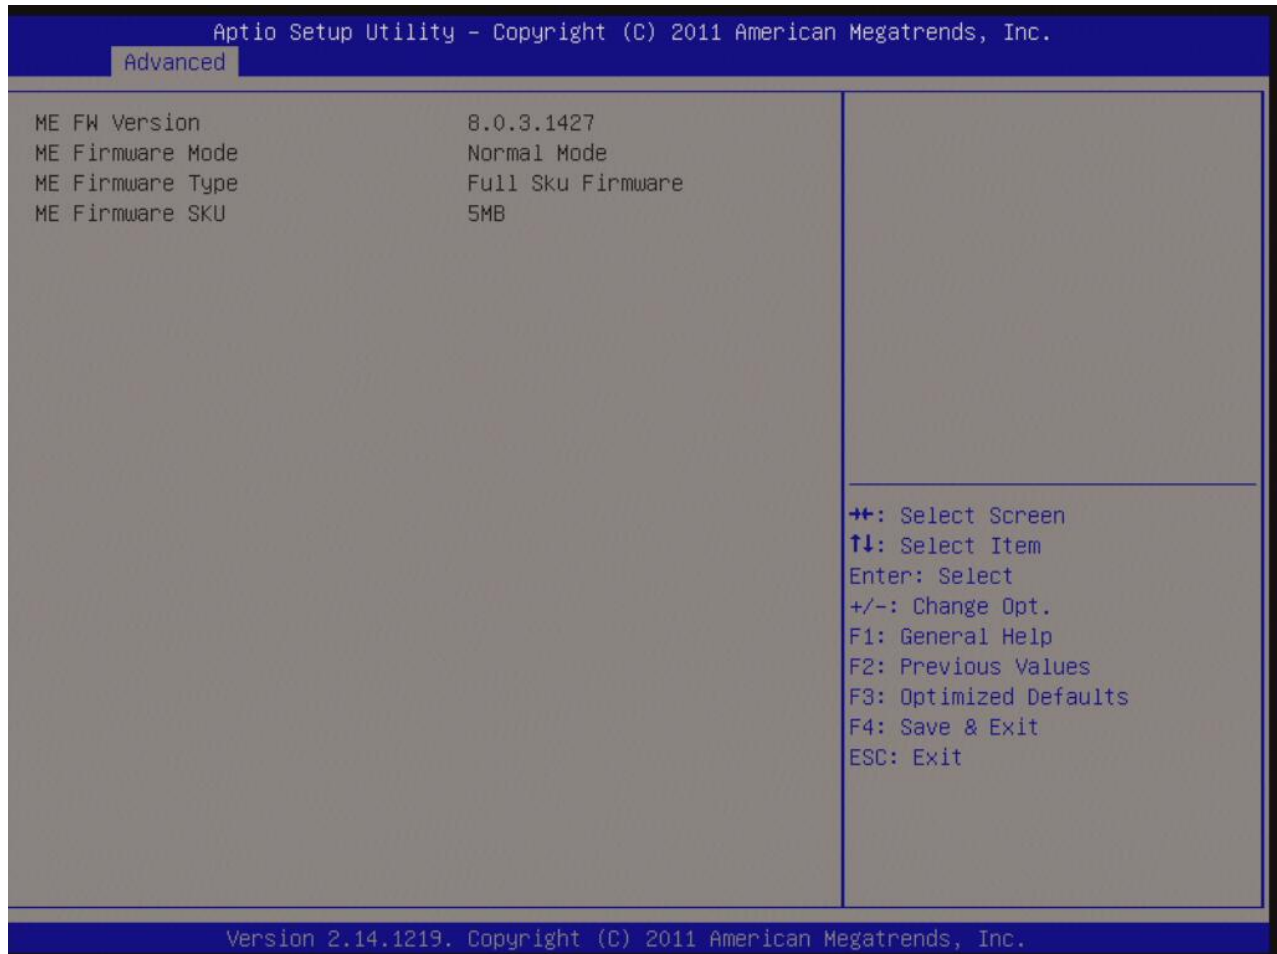 Aptio Setup Utility – Copyright (C) 2011 American Megatrends, Inc.
Advanced
ME FW Version 8.0.3.1427
ME Firmware Mode Normal Mode
ME Firmware Type Full Sku Firmware
ME Firmware SKU 5MB
→←: Select Screen
↑↓: Select Item
Enter: Select
+/-: Change Opt.
F1: General Help
F2: Previous Values
F3: Optimized Defaults
F4: Save & Exit
ESC: Exit
Version 2.14.1219. Copyright (C) 2011 American Megatrends, Inc.